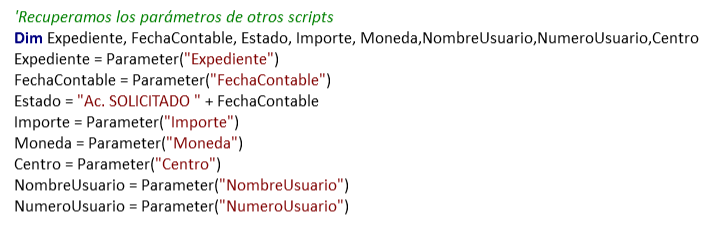 'Recuperamos los parámetros de otros scripts
Dim Expediente, FechaContable, Estado, Importe, Moneda,NombreUsuario,NumeroUsuario,Centro
Expediente = Parameter("Expediente")
FechaContable = Parameter("FechaContable")
Estado = "Ac. SOLICITADO " + FechaContable
Importe = Parameter("Importe")
Moneda = Parameter("Moneda")
Centro = Parameter("Centro")
NombreUsuario = Parameter("NombreUsuario")
NumeroUsuario = Parameter("NumeroUsuario")